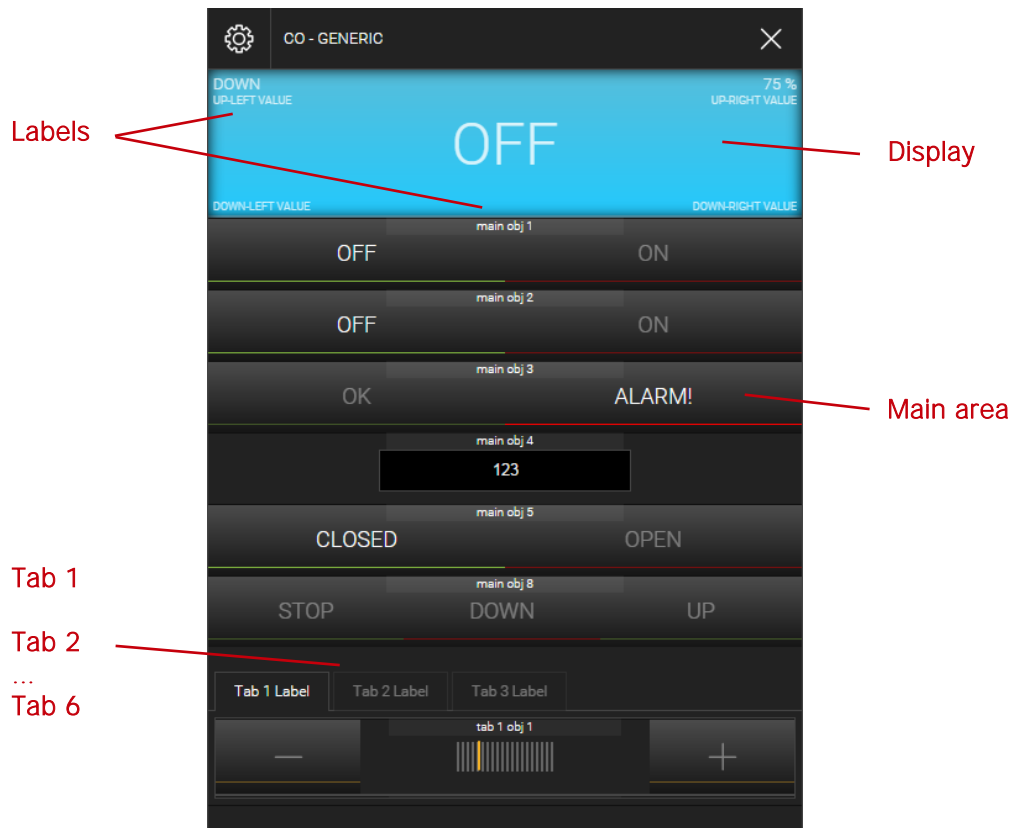 CO - GENERIC
DOWN
75 %
UP-LEFT VALUE
UP-RIGHT VALUE
Labels
OFF
Display
DOWN-LEFT VALUE
DOWN-RIGHT VALUE
main obj 1
OFF ON
main obj 2
OFF ON
main obj 3
OK ALARM!
Main area
main obj 4
123
main obj 5
CLOSED OPEN
Tab 1
main obj 8
STOP DOWN UP
Tab 2
...
Tab 6
Tab 1 Label Tab 2 Label Tab 3 Label
tab 1 obj 1